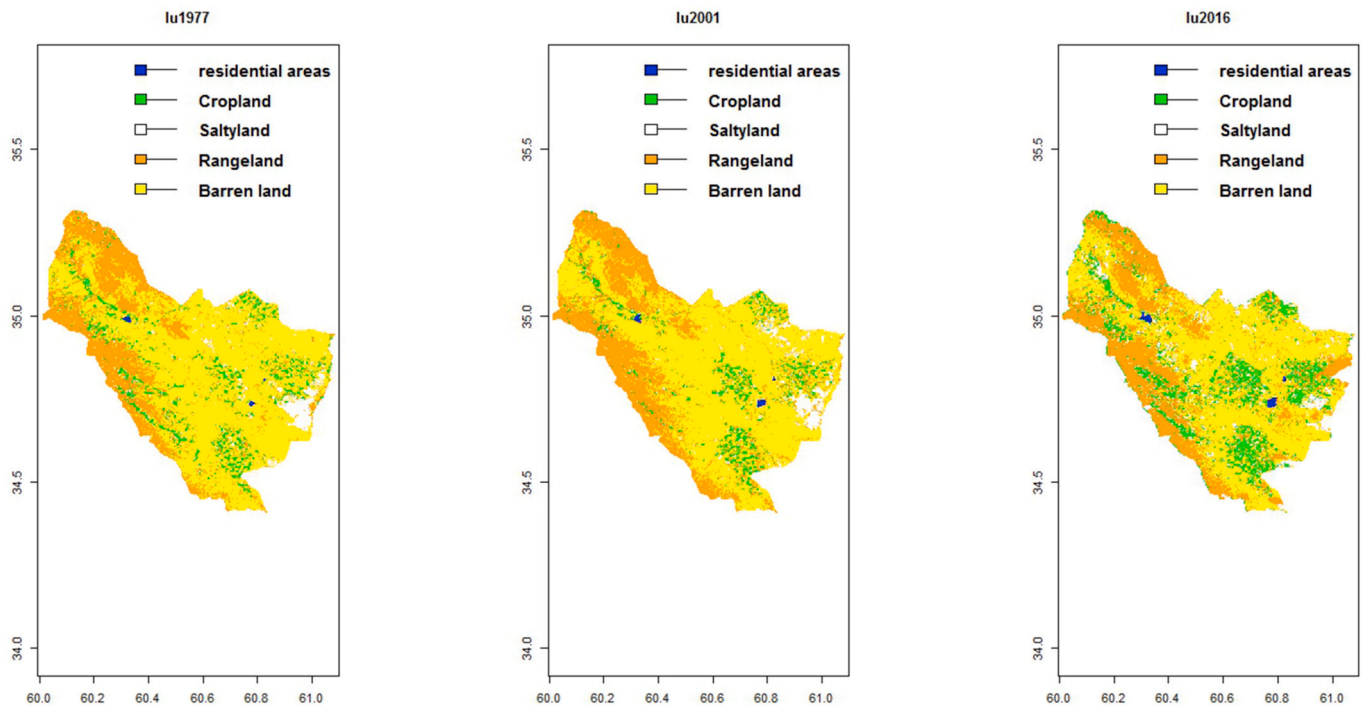 lu1977
residential areas
Cropland
Saltyland
Rangeland
Barren land
35.5
35.0
34.5
34.0
60.0 60.2 60.4 60.6 60.8 61.0
lu2001
residential areas
Cropland
Saltyland
Rangeland
Barren land
35.5
35.0
34.5
34.0
60.0 60.2 60.4 60.6 60.8 61.0
lu2016
residential areas
Cropland
Saltyland
Rangeland
Barren land
35.5
35.0
34.5
34.0
60.0 60.2 60.4 60.6 60.8 61.0